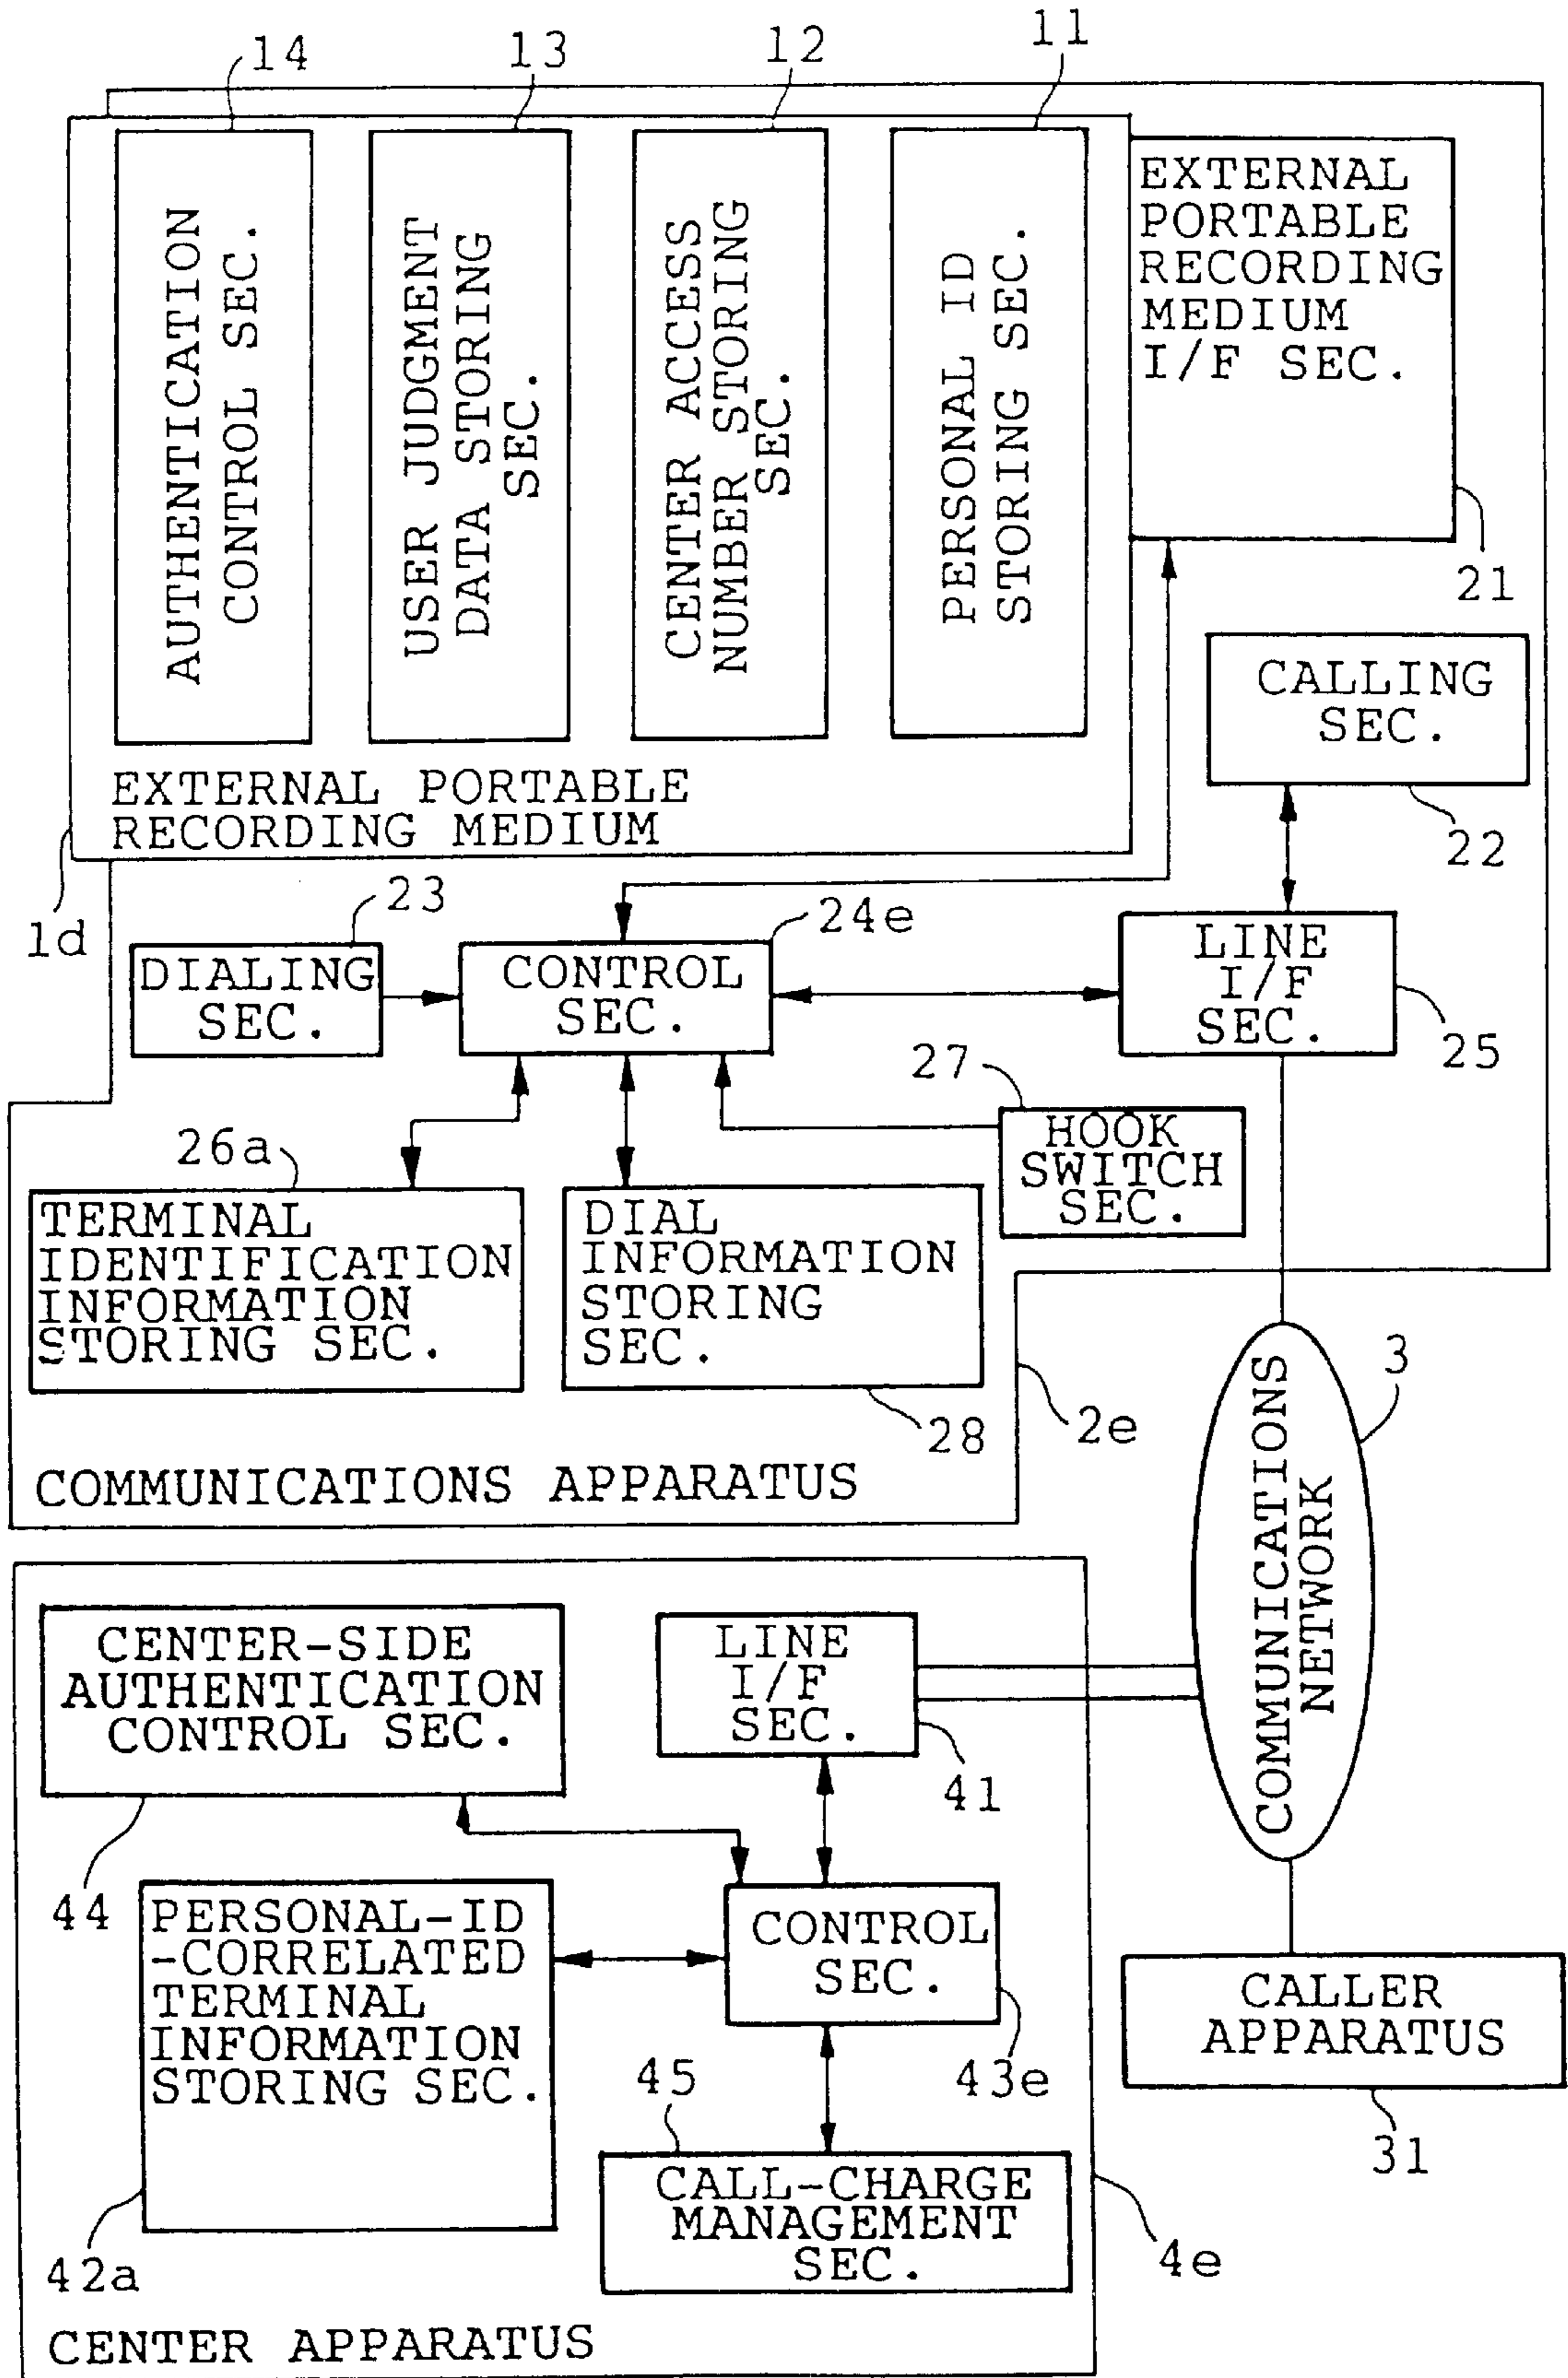 14
13
12
11
AUTHENTICATION
CONTROL SEC.
USER JUDGMENT
DATA STORING
SEC.
CENTER ACCESS
NUMBER STORING
SEC.
PERSONAL ID
STORING SEC.
EXTERNAL
PORTABLE
RECORDING
MEDIUM
I/F SEC.
21
CALLING
SEC.
22
EXTERNAL PORTABLE
RECORDING MEDIUM
1d
23
DIALING
SEC.
24e
CONTROL
SEC.
LINE
I/F
SEC.
25
27
HOOK
SWITCH
SEC.
26a
TERMINAL
IDENTIFICATION
INFORMATION
STORING SEC.
DIAL
INFORMATION
STORING
SEC.
28
2e
COMMUNICATIONS APPARATUS
3
COMMUNICATIONS
NETWORK
CENTER-SIDE
AUTHENTICATION
CONTROL SEC.
44
LINE
I/F
SEC.
41
PERSONAL-ID
-CORRELATED
TERMINAL
INFORMATION
STORING SEC.
42a
CONTROL
SEC.
43e
45
CALL-CHARGE
MANAGEMENT
SEC.
4e
CALLER
APPARATUS
31
CENTER APPARATUS